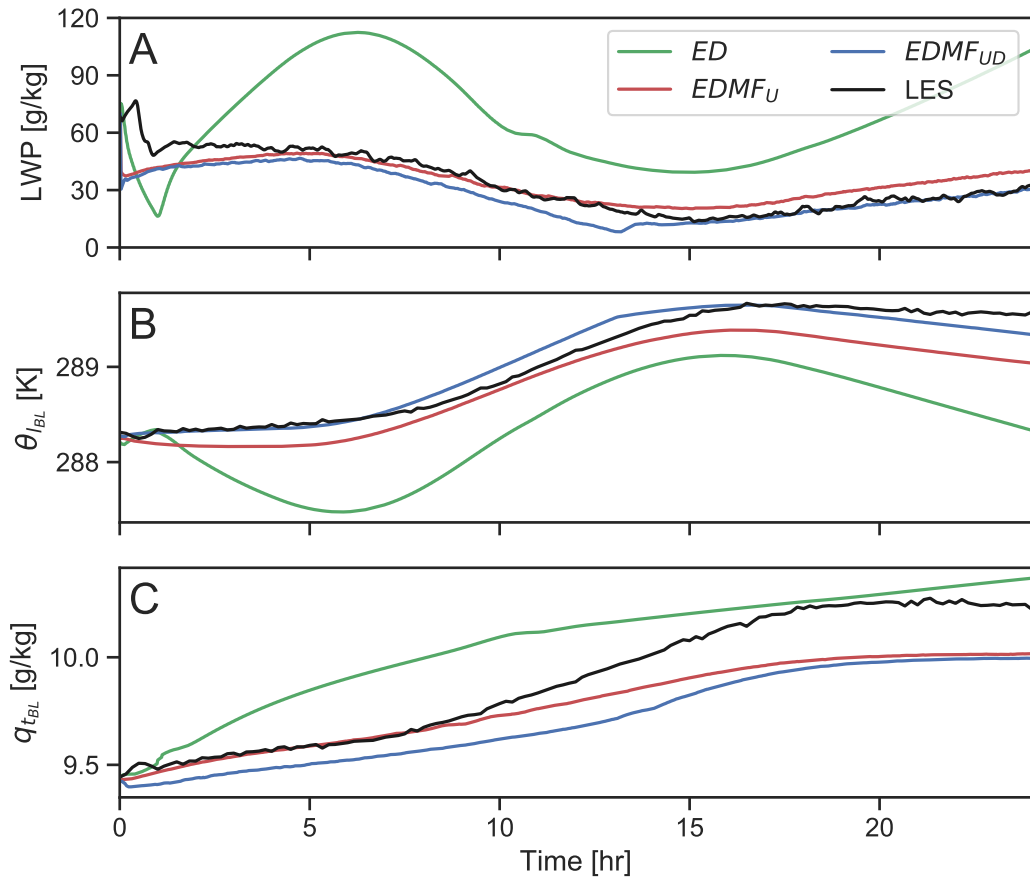 A
LWP [g/kg]
120
90
60
30
0
ED
EDMF_U
EDMF_UD
LES
B
θ_l_BL [K]
289
288
C
q_t_BL [g/kg]
10.0
9.5
0 5 10 15 20
Time [hr]